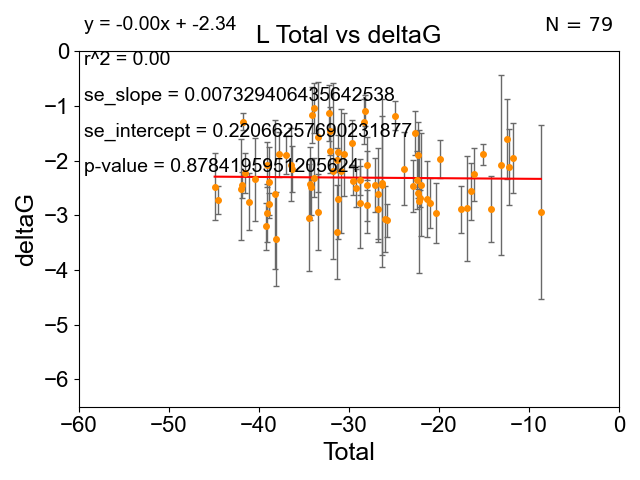 y = -0.00x + -2.34
N = 79
L Total vs deltaG
r^2 = 0.00
se_slope = 0.007329406435642538
se_intercept = 0.22066257690231877
p-value = 0.8784195951205624
0
−1
−2
−3
−4
−5
−6
deltaG
−60
−50
−40
−30
−20
−10
0
Total